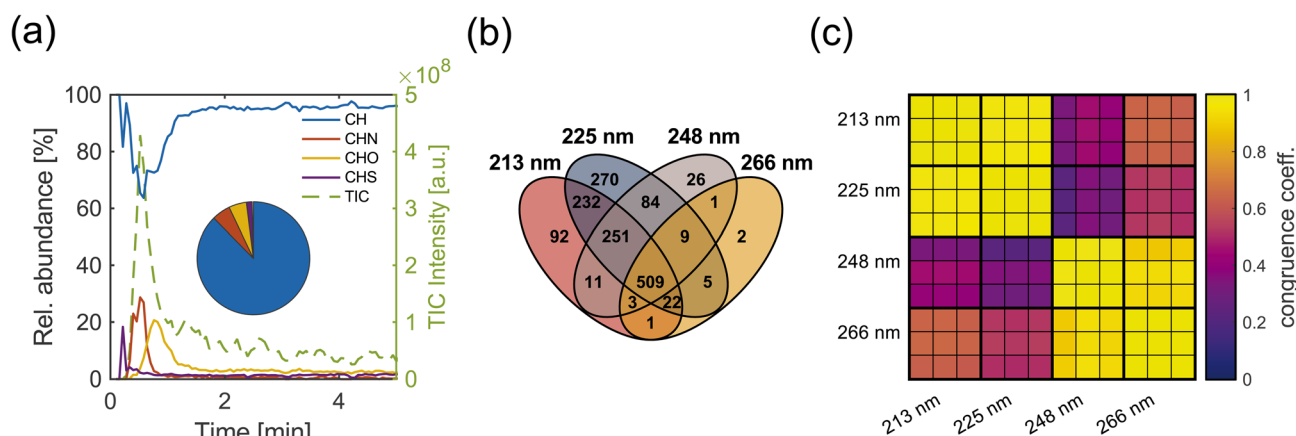 (a)
×10⁸
100
80
60
40
20
0
Rel. abundance [%]
CH
CHN
CHO
CHS
TIC
5
4
3
2
1
0
TIC Intensity [a.u.]
0 2 4
Time [min]
(b)
225 nm 248 nm
213 nm 266 nm
270 26
232 84 1
92 251 9 2
11 509 5
3 22
1
(c)
213 nm
225 nm
248 nm
266 nm
213 nm 225 nm 248 nm 266 nm
1
0.8
0.6
0.4
0.2
0
congruence coeff.